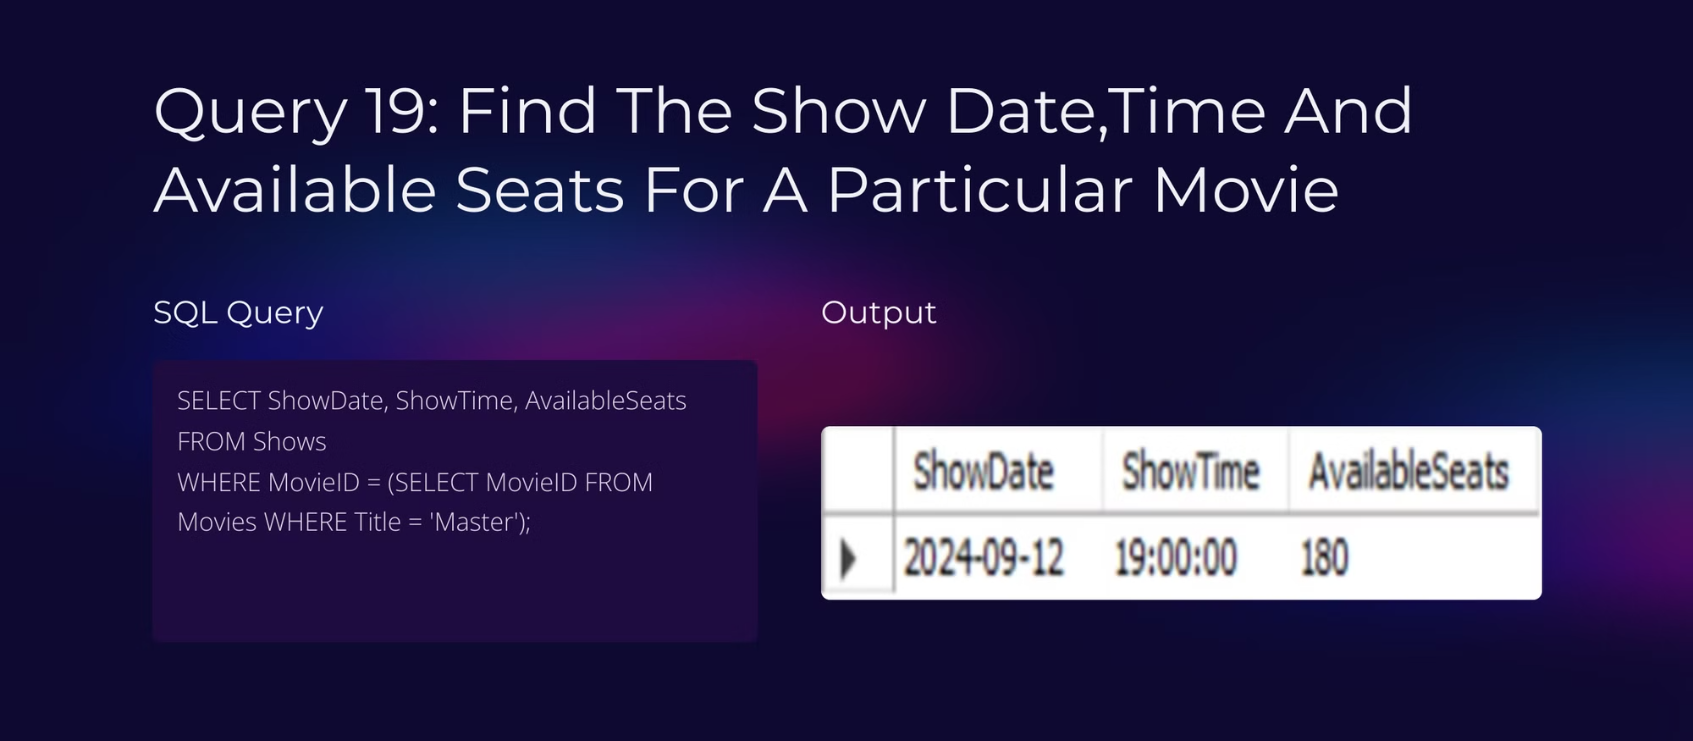 Query 19: Find The Show Date,Time And
Available Seats For A Particular Movie
SQL Query
SELECT ShowDate, ShowTime, AvailableSeats
FROM Shows
WHERE MovieID = (SELECT MovieID FROM
Movies WHERE Title = 'Master');
Output
ShowDate ShowTime AvailableSeats
2024-09-12 19:00:00 180